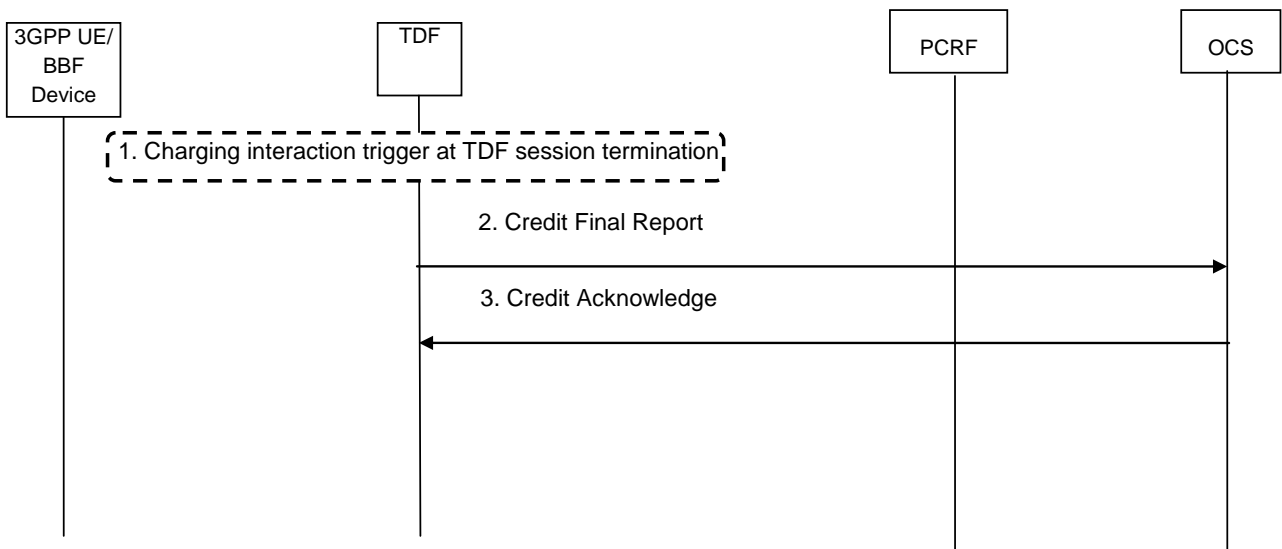 3GPP UE/
BBF
Device
TDF
PCRF
OCS
1. Charging interaction trigger at TDF session termination
2. Credit Final Report
3. Credit Acknowledge